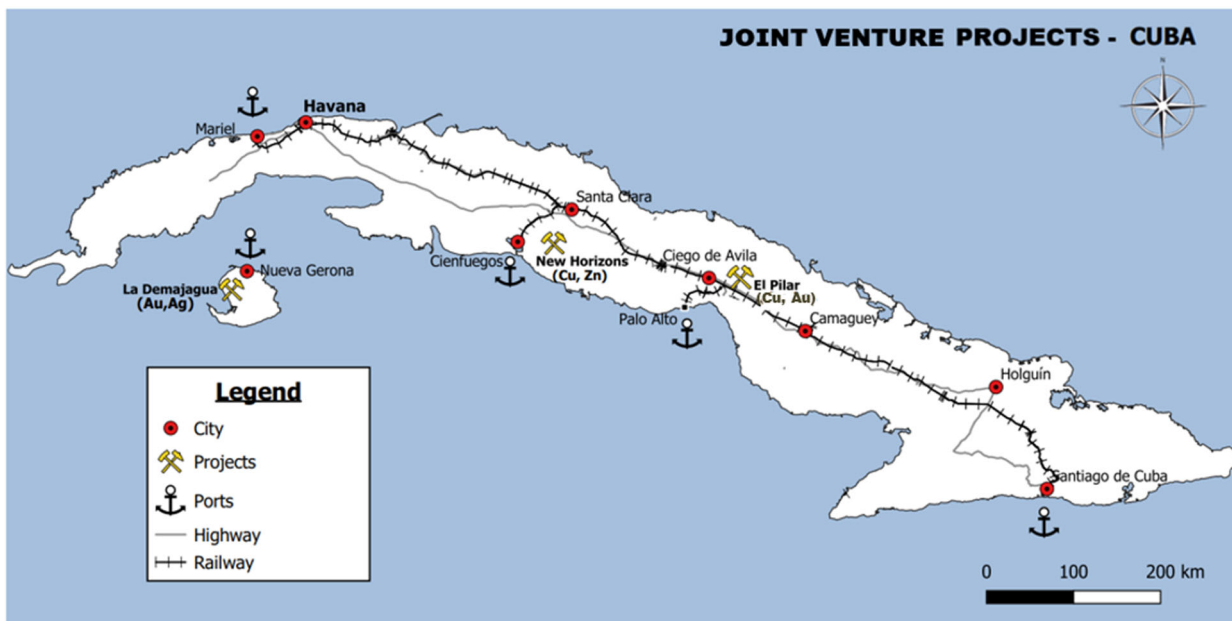 JOINT VENTURE PROJECTS - CUBA
N
Havana
Mariel
Santa Clara
Cienfuegos
New Horizons
(Cu, Zn)
Nueva Gerona
La Demajagua
(Au,Ag)
Ciego de Avila
El Pilar
(Cu, Au)
Palo Alto
Camaguey
Holguín
Santiago de Cuba
Legend
City
Projects
Ports
Highway
Railway
0 100 200 km